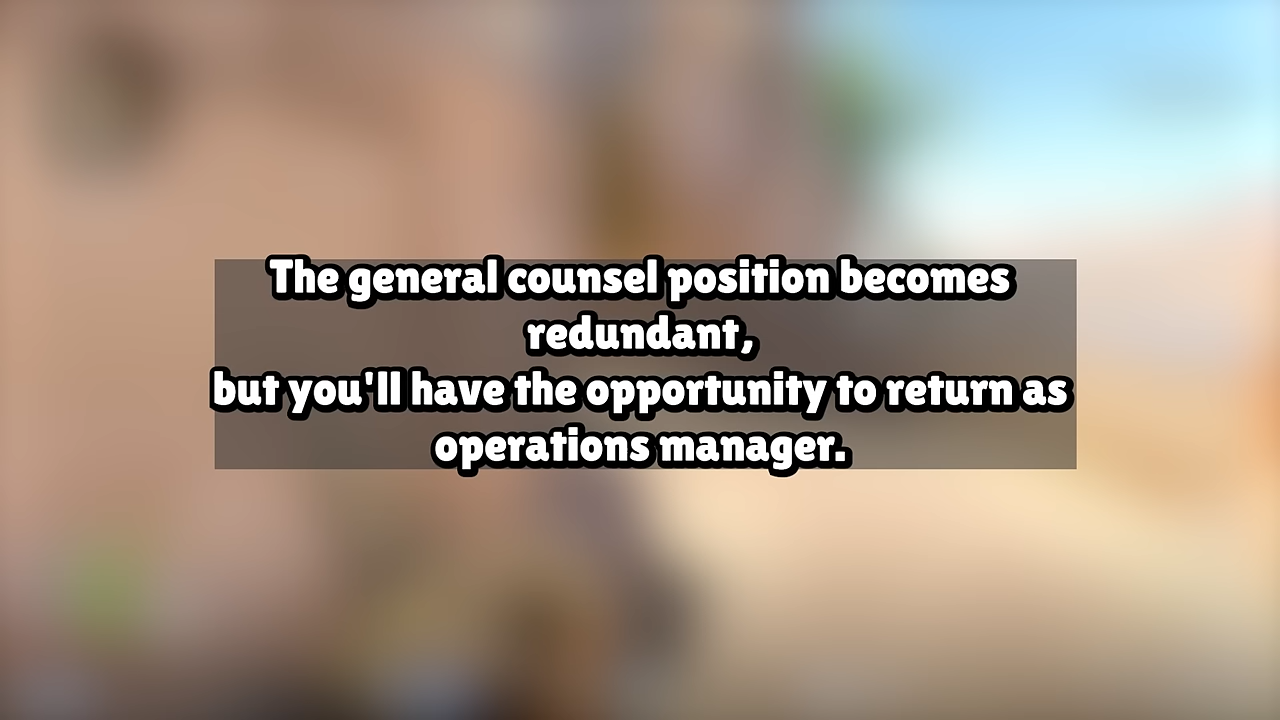 The general counsel position becomes
redundant,
but you'll have the opportunity to return as
operations manager.